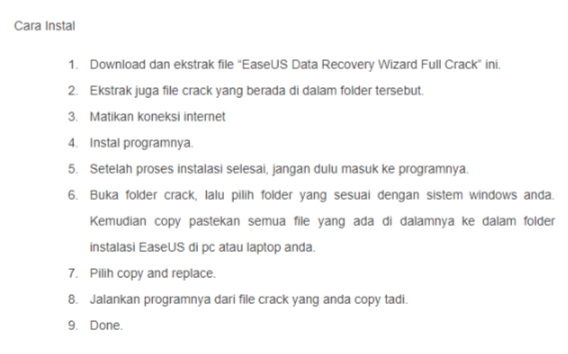 Cara Instal
1. Download dan ekstrak file “EaseUS Data Recovery Wizard Full Crack” ini.
2. Ekstrak juga file crack yang berada di dalam folder tersebut.
3. Matikan koneksi internet
4. Instal programnya.
5. Setelah proses instalasi selesai, jangan dulu masuk ke programnya.
6. Buka folder crack, lalu pilih folder yang sesuai dengan sistem windows anda.
Kemudian copy pastekan semua file yang ada di dalamnya ke dalam folder
instalasi EaseUS di pc atau laptop anda.
7. Pilih copy and replace.
8. Jalankan programnya dari file crack yang anda copy tadi.
9. Done.